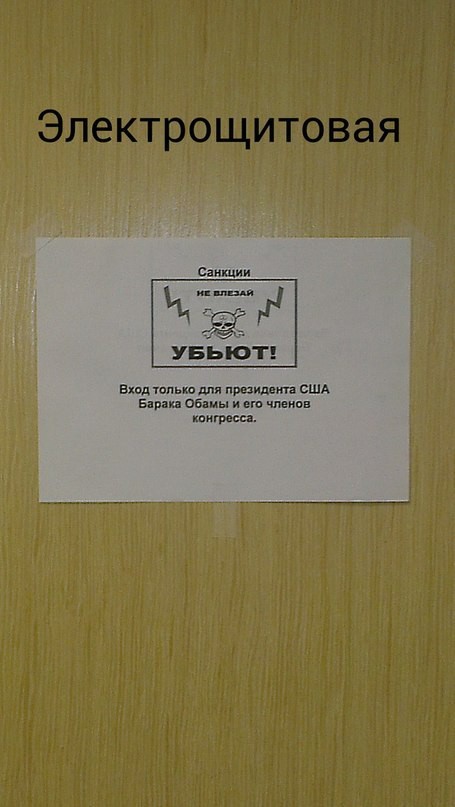 Электрощитовая
Санкции
НЕ ВЛЕЗАЙ
УБЬЮТ!
Вход только для президента США
Барака Обамы и его членов
конгресса.